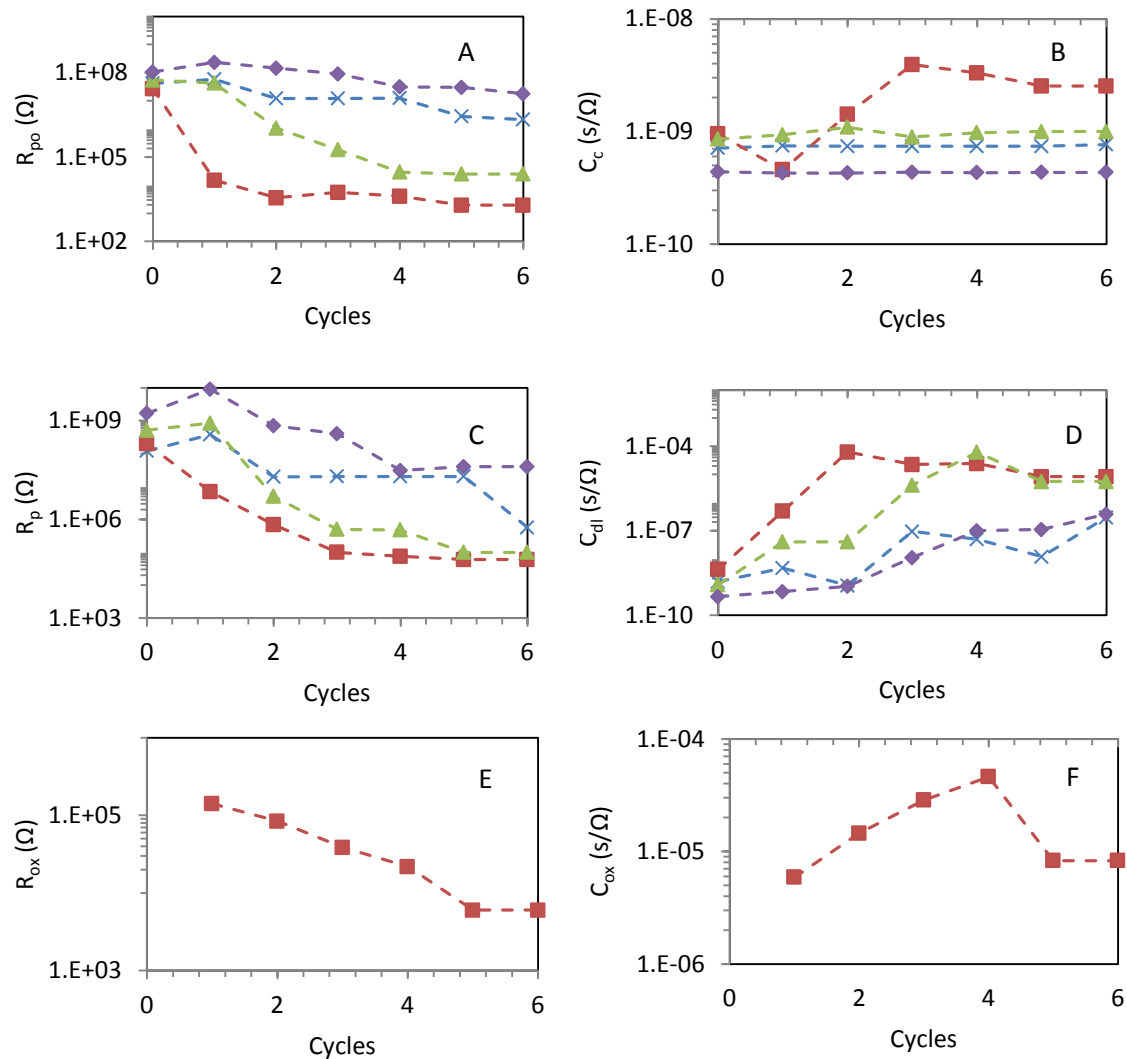 A
R_po (Ω)
1.E+08
1.E+05
1.E+02
0 2 4 6
Cycles
B
C_c (s/Ω)
1.E-08
1.E-09
1.E-10
0 2 4 6
Cycles
C
R_p (Ω)
1.E+09
1.E+06
1.E+03
0 2 4 6
Cycles
D
C_dl (s/Ω)
1.E-04
1.E-07
1.E-10
0 2 4 6
Cycles
E
R_ox (Ω)
1.E+05
1.E+03
0 2 4 6
Cycles
F
C_ox (s/Ω)
1.E-04
1.E-05
1.E-06
0 2 4 6
Cycles